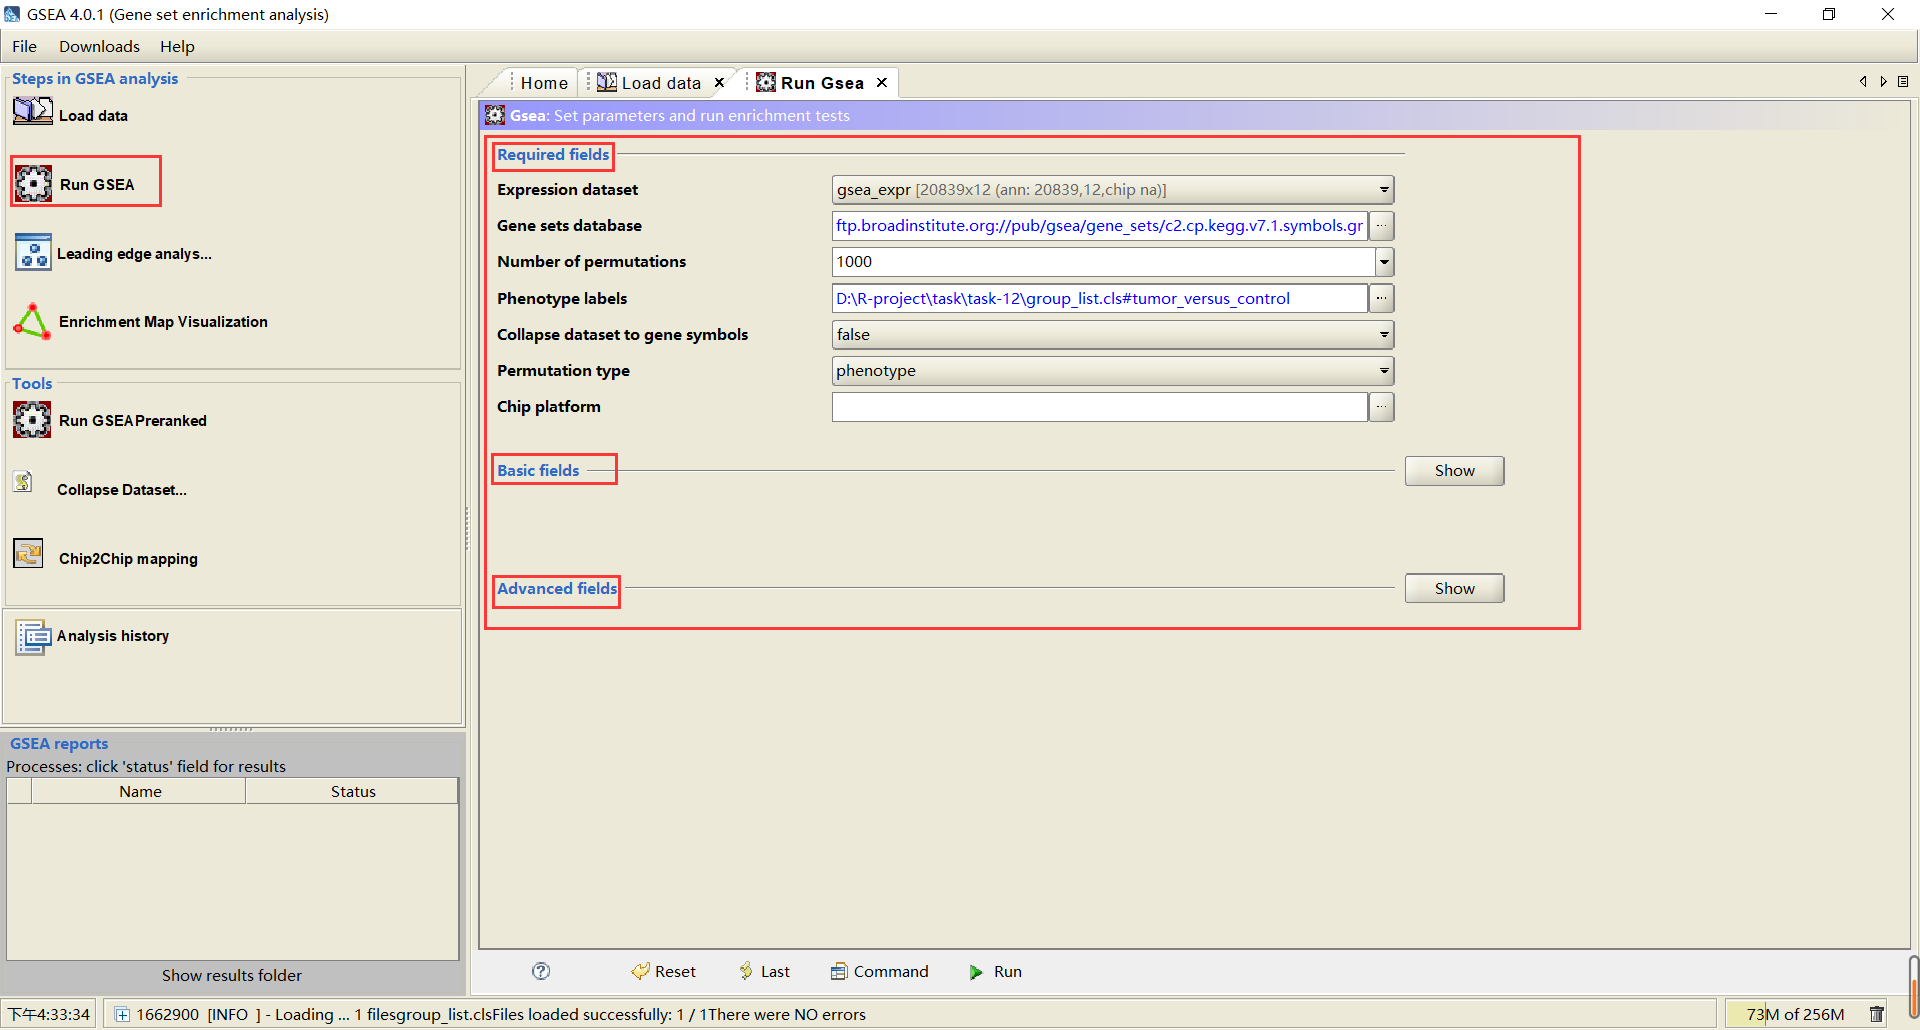 GSEA 4.0.1 (Gene set enrichment analysis)
File Downloads Help
Steps in GSEA analysis
Load data
Run GSEA
Leading edge analys...
Enrichment Map Visualization
Tools
Run GSEAPreranked
Collapse Dataset...
Chip2Chip mapping
Analysis history
GSEA reports
Processes: click 'status' field for results
Name Status
Show results folder
Home Load data Run Gsea
Gsea: Set parameters and run enrichment tests
Required fields
Expression dataset gsea_expr [20839x12 (ann: 20839,12,chip na)]
Gene sets database ftp.broadinstitute.org://pub/gsea/gene_sets/c2.cp.kegg.v7.1.symbols.gr ...
Number of permutations 1000
Phenotype labels D:\R-project\task\task-12\group_list.cls#tumor_versus_control ...
Collapse dataset to gene symbols false
Permutation type phenotype
Chip platform ...
Basic fields Show
Advanced fields Show
? Reset Last Command Run
下午4:33:34 1662900 [INFO ] - Loading ... 1 filesgroup_list.clsFiles loaded successfully: 1 / 1There were NO errors 73M of 256M